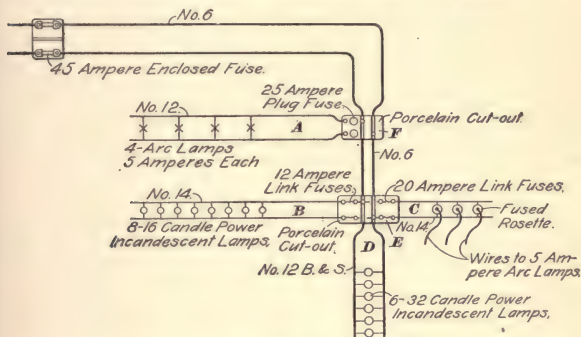 No.6
45 Ampere Enclosed Fuse.
25 Ampere
Plug Fuse
No. 12.
A
Porcelain Cut-out.
F
4-Arc Lamps
5 Amperes Each
No.6
12 Ampere
Link Fuses,
20 Ampere Link Fuses,
No. 14.
B
C
Fused
Rosette.
8-16 Candle Power
Incandescent Lamps,
Porcelain
Cut-out,
D
E
No.14
Wires to 5 Am-
pere Arc Lamps.
No.12 B.& S.
6-32 Candle Power
Incandescent Lamps,